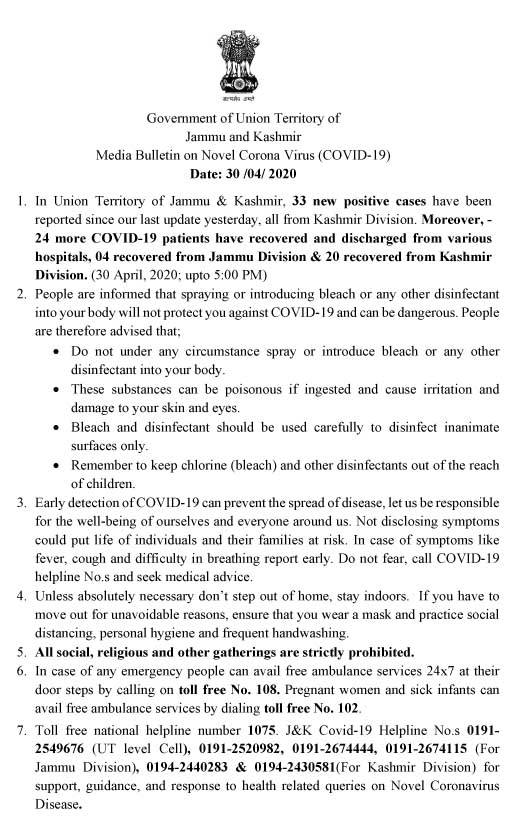 सत्यमेव जयते
Government of Union Territory of
Jammu and Kashmir
Media Bulletin on Novel Corona Virus (COVID-19)
Date: 30 /04/ 2020
1. In Union Territory of Jammu & Kashmir, 33 new positive cases have been
reported since our last update yesterday, all from Kashmir Division. Moreover, -
24 more COVID-19 patients have recovered and discharged from various
hospitals, 04 recovered from Jammu Division & 20 recovered from Kashmir
Division. (30 April, 2020; upto 5:00 PM)
2. People are informed that spraying or introducing bleach or any other disinfectant
into your body will not protect you against COVID-19 and can be dangerous. People
are therefore advised that;
• Do not under any circumstance spray or introduce bleach or any other
disinfectant into your body.
• These substances can be poisonous if ingested and cause irritation and
damage to your skin and eyes.
• Bleach and disinfectant should be used carefully to disinfect inanimate
surfaces only.
• Remember to keep chlorine (bleach) and other disinfectants out of the reach
of children.
3. Early detection of COVID-19 can prevent the spread of disease, let us be responsible
for the well-being of ourselves and everyone around us. Not disclosing symptoms
could put life of individuals and their families at risk. In case of symptoms like
fever, cough and difficulty in breathing report early. Do not fear, call COVID-19
helpline No.s and seek medical advice.
4. Unless absolutely necessary don’t step out of home, stay indoors. If you have to
move out for unavoidable reasons, ensure that you wear a mask and practice social
distancing, personal hygiene and frequent handwashing.
5. All social, religious and other gatherings are strictly prohibited.
6. In case of any emergency people can avail free ambulance services 24x7 at their
door steps by calling on toll free No. 108. Pregnant women and sick infants can
avail free ambulance services by dialing toll free No. 102.
7. Toll free national helpline number 1075. J&K Covid-19 Helpline No.s 0191-
2549676 (UT level Cell), 0191-2520982, 0191-2674444, 0191-2674115 (For
Jammu Division), 0194-2440283 & 0194-2430581(For Kashmir Division) for
support, guidance, and response to health related queries on Novel Coronavirus
Disease.